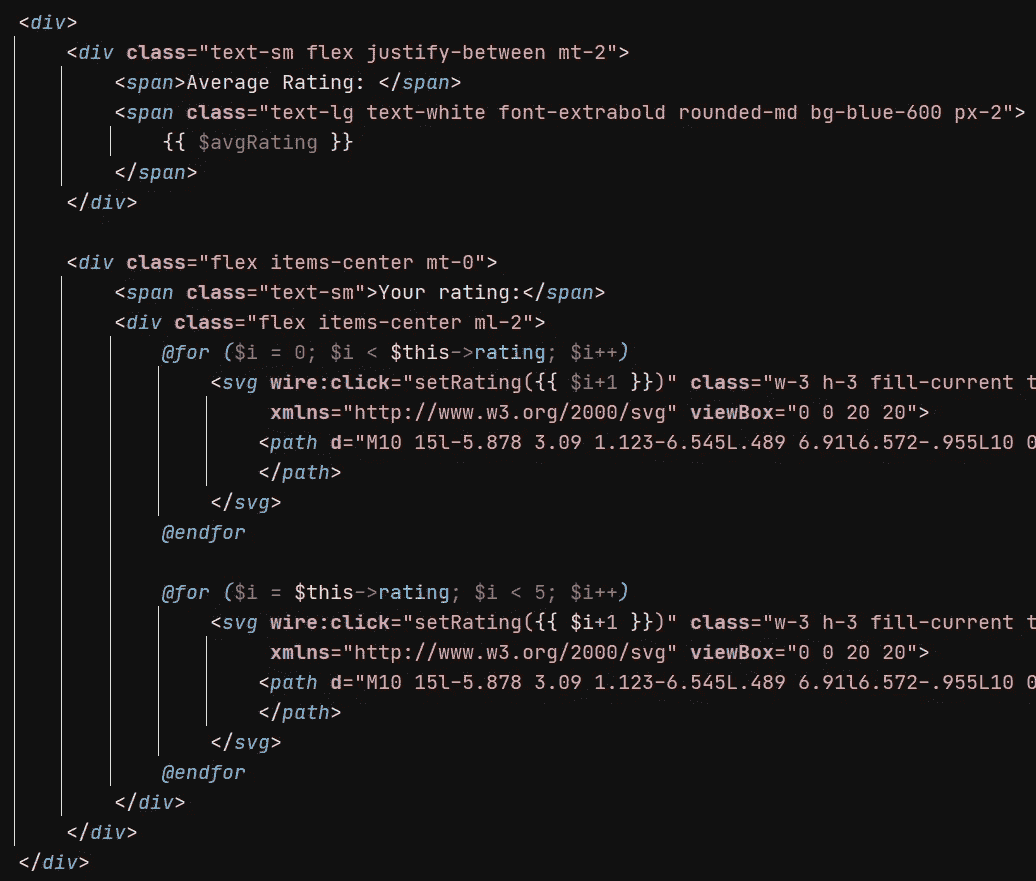 <div>
    <div class="text-sm flex justify-between mt-2">
        <span>Average Rating: </span>
        <span class="text-lg text-white font-extrabold rounded-md bg-blue-600 px-2">
            {{ $avgRating }}
        </span>
    </div>

    <div class="flex items-center mt-0">
        <span class="text-sm">Your rating:</span>
        <div class="flex items-center ml-2">
            @for ($i = 0; $i < $this->rating; $i++)
                <svg wire:click="setRating({{ $i+1 }})" class="w-3 h-3 fill-current t
                     xmlns="http://www.w3.org/2000/svg" viewBox="0 0 20 20">
                    <path d="M10 15l-5.878 3.09 1.123-6.545L.489 6.91l6.572-.955L10 0
                    </path>
                </svg>
            @endfor

            @for ($i = $this->rating; $i < 5; $i++)
                <svg wire:click="setRating({{ $i+1 }})" class="w-3 h-3 fill-current t
                     xmlns="http://www.w3.org/2000/svg" viewBox="0 0 20 20">
                    <path d="M10 15l-5.878 3.09 1.123-6.545L.489 6.91l6.572-.955L10 0
                    </path>
                </svg>
            @endfor
        </div>
    </div>
</div>